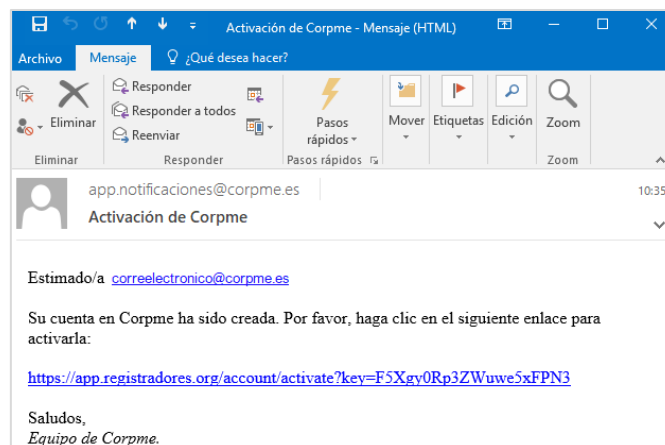 Activación de Corpme - Mensaje (HTML)
Archivo Mensaje ¿Qué desea hacer?
Responder
Responder a todos
Reenviar
Eliminar
Pasos
rápidos
Mover Etiquetas Edición Zoom
Eliminar Responder Pasos rápidos Zoom
app.notificaciones@corpme.es 10:35
Activación de Corpme
Estimado/a correelectronico@corpme.es
Su cuenta en Corpme ha sido creada. Por favor, haga clic en el siguiente enlace para
activarla:
https://app.registradores.org/account/activate?key=F5Xgy0Rp3ZWuwe5xFPN3
Saludos,
Equipo de Corpme.